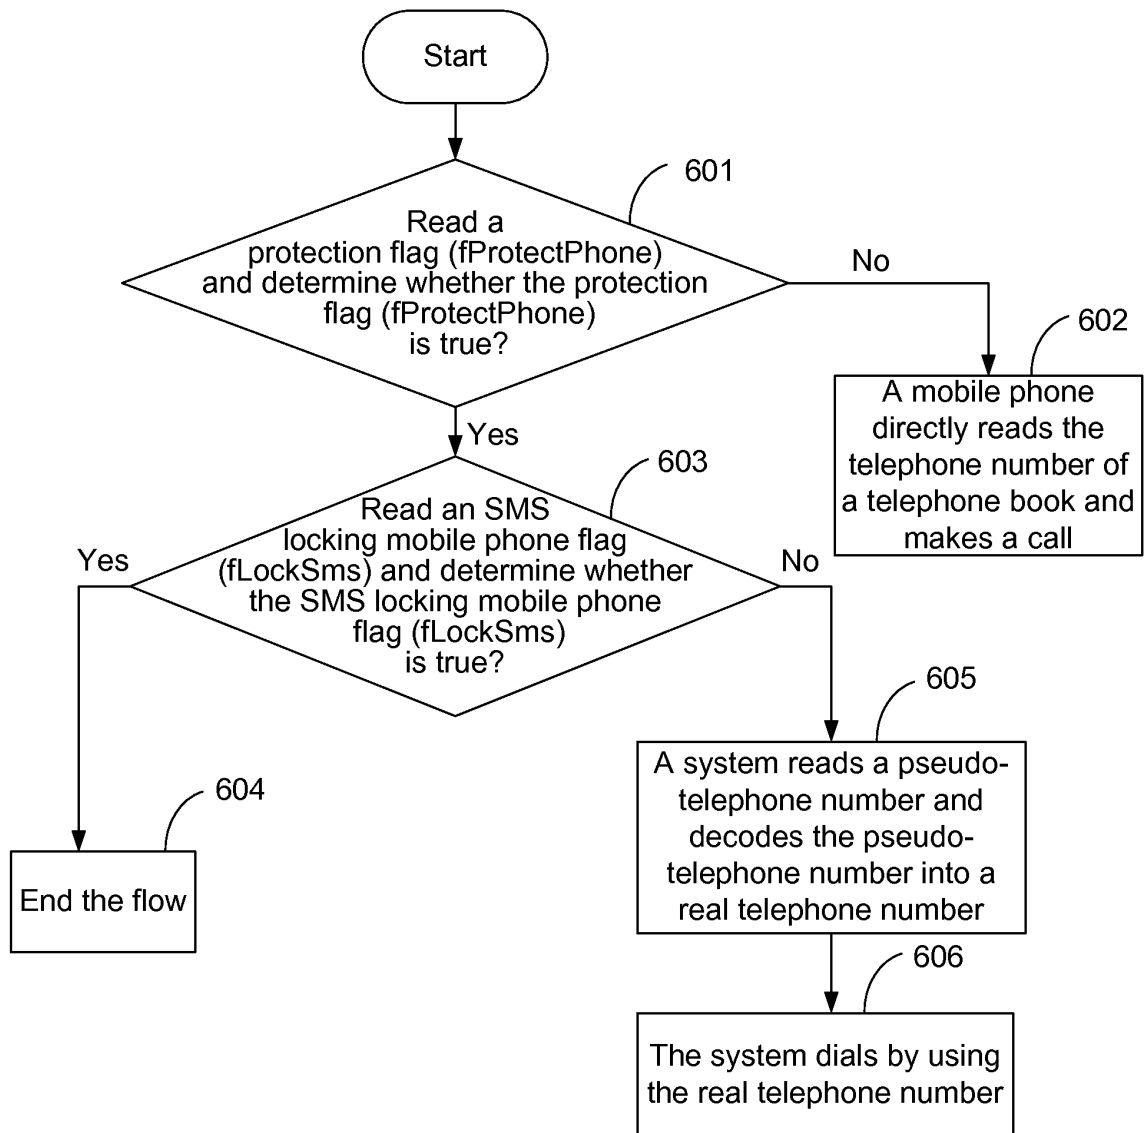 Start
601
Read a
protection flag (fProtectPhone)
and determine whether the protection
flag (fProtectPhone)
is true?
No
602
A mobile phone
directly reads the
telephone number of
a telephone book and
makes a call
Yes
603
Read an SMS
locking mobile phone flag
(fLockSms) and determine whether
the SMS locking mobile phone
flag (fLockSms)
is true?
Yes
No
604
End the flow
605
A system reads a pseudo-
telephone number and
decodes the pseudo-
telephone number into a
real telephone number
606
The system dials by using
the real telephone number